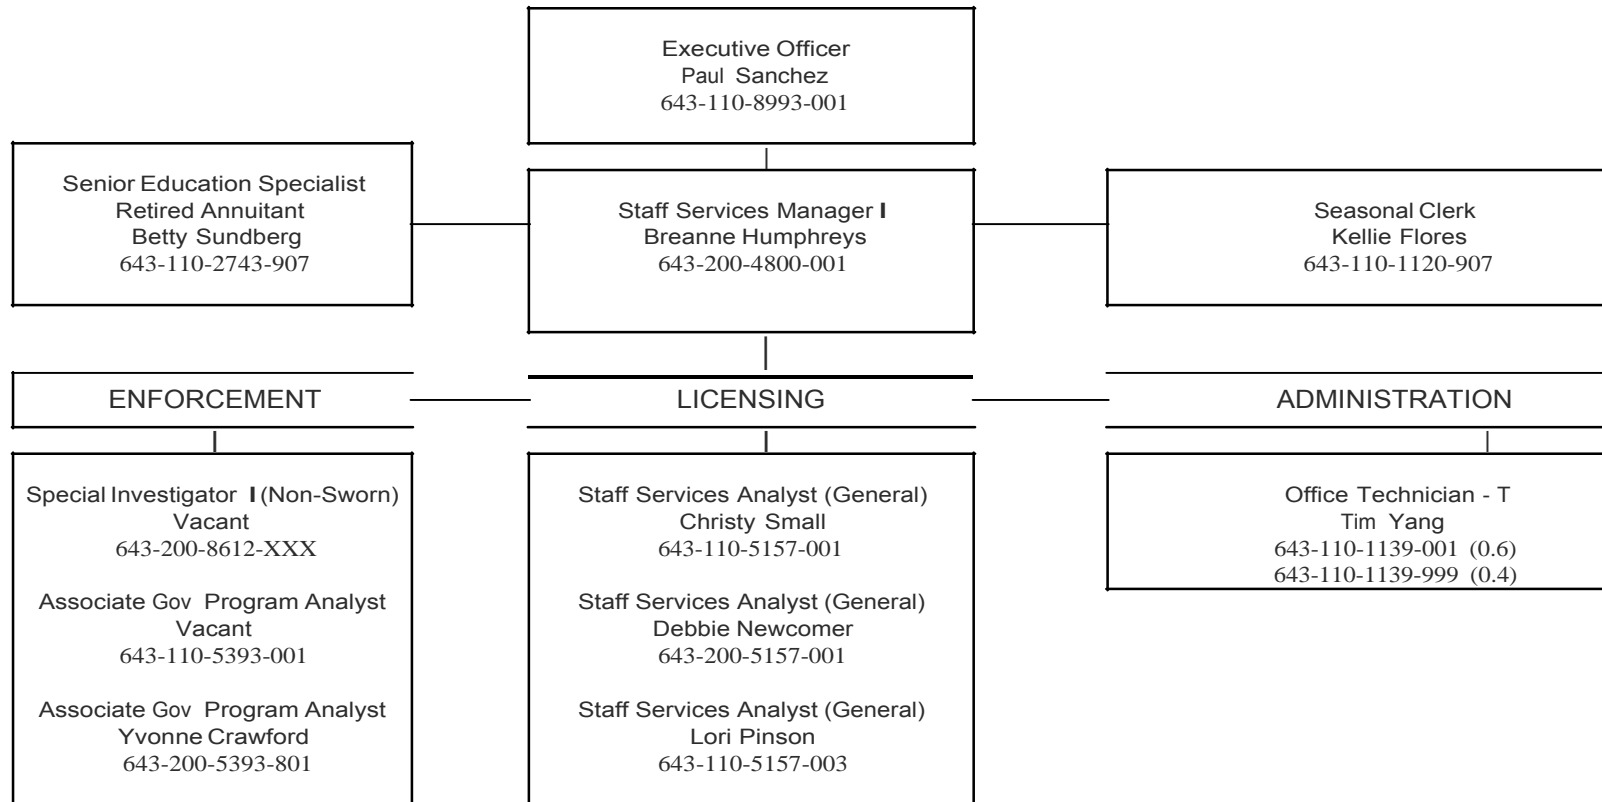 Executive Officer
Paul Sanchez
643-110-8993-001
Senior Education Specialist
Retired Annuitant
Betty Sundberg
643-110-2743-907
Staff Services Manager I
Breanne Humphreys
643-200-4800-001
Seasonal Clerk
Kellie Flores
643-110-1120-907
ENFORCEMENT
LICENSING
ADMINISTRATION
Special Investigator I (Non-Sworn)
Vacant
643-200-8612-XXX
Associate Gov Program Analyst
Vacant
643-110-5393-001
Associate Gov Program Analyst
Yvonne Crawford
643-200-5393-801
Staff Services Analyst (General)
Christy Small
643-110-5157-001
Staff Services Analyst (General)
Debbie Newcomer
643-200-5157-001
Staff Services Analyst (General)
Lori Pinson
643-110-5157-003
Office Technician - T
Tim Yang
643-110-1139-001 (0.6)
643-110-1139-999 (0.4)